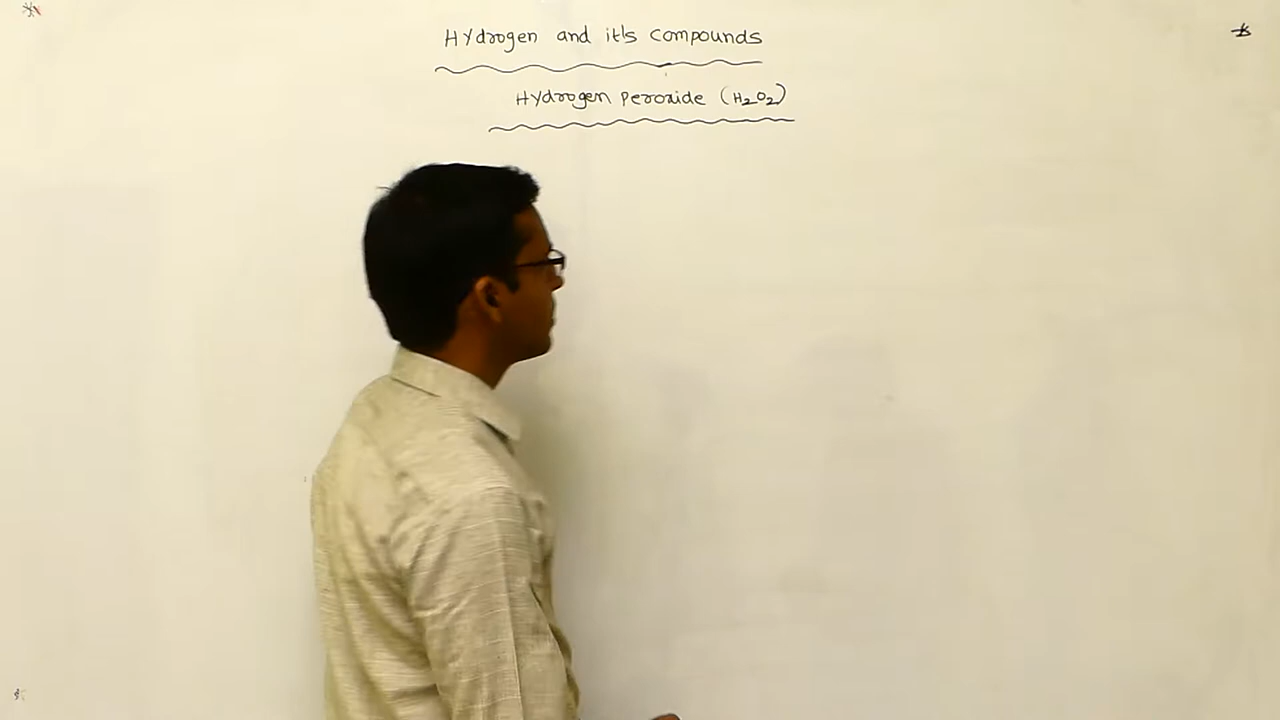 Hydrogen and it's compounds
Hydrogen peroxide (H₂O₂)